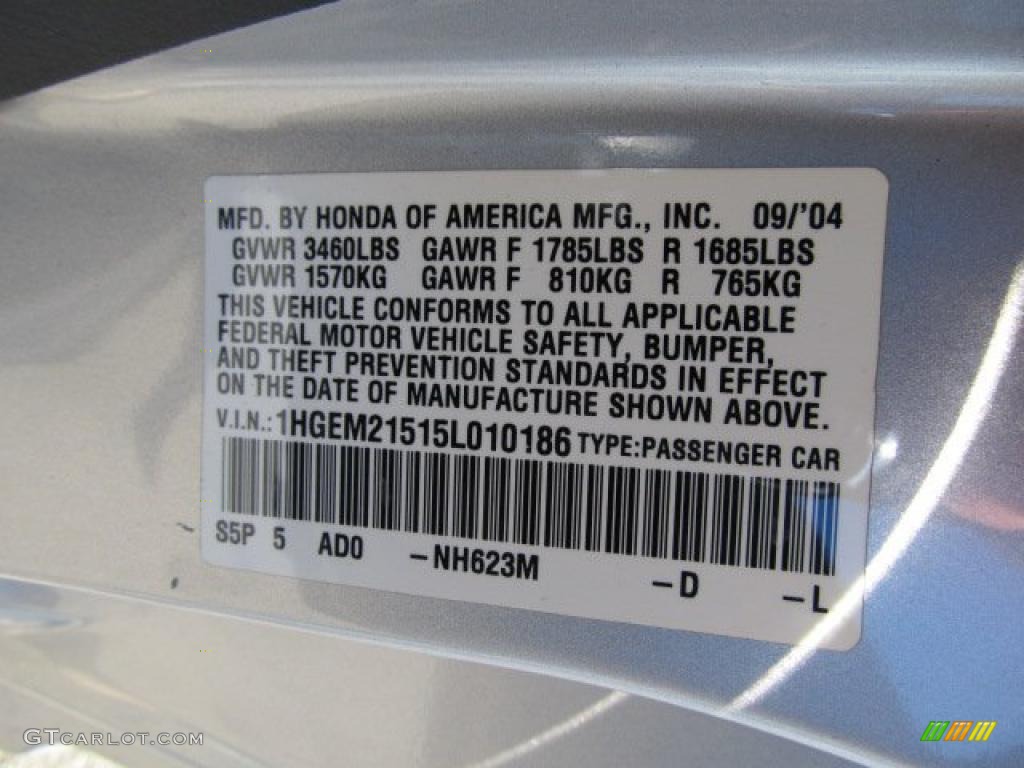 MFD. BY HONDA OF AMERICA MFG., INC. 09/'04
GVWR 3460LBS GAWR F 1785LBS R 1685LBS
GVWR 1570KG GAWR F 810KG R 765KG
THIS VEHICLE CONFORMS TO ALL APPLICABLE
FEDERAL MOTOR VEHICLE SAFETY, BUMPER,
AND THEFT PREVENTION STANDARDS IN EFFECT
ON THE DATE OF MANUFACTURE SHOWN ABOVE.
V.I.N.: 1HGEM21515L010186 TYPE:PASSENGER CAR
S5P 5 AD0 –NH623M –D –L
GTCARLOT.COM